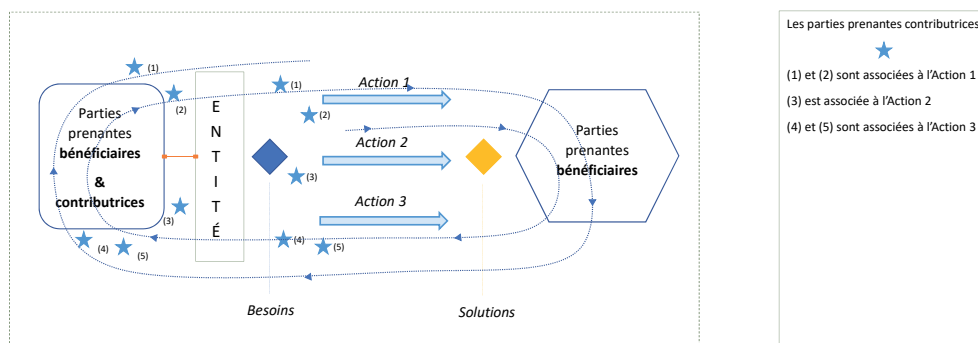 (1)
(2)
Parties
prenantes
bénéficiaires
&
contributrices
(3)
(4)
(5)
E
N
T
I
T
É
(1)
(2)
(3)
(4)
(5)
Action 1
Action 2
Action 3
Besoins
Solutions
Parties
prenantes
bénéficiaires
Les parties prenantes contributrices
(1) et (2) sont associées à l'Action 1
(3) est associée à l'Action 2
(4) et (5) sont associées à l'Action 3